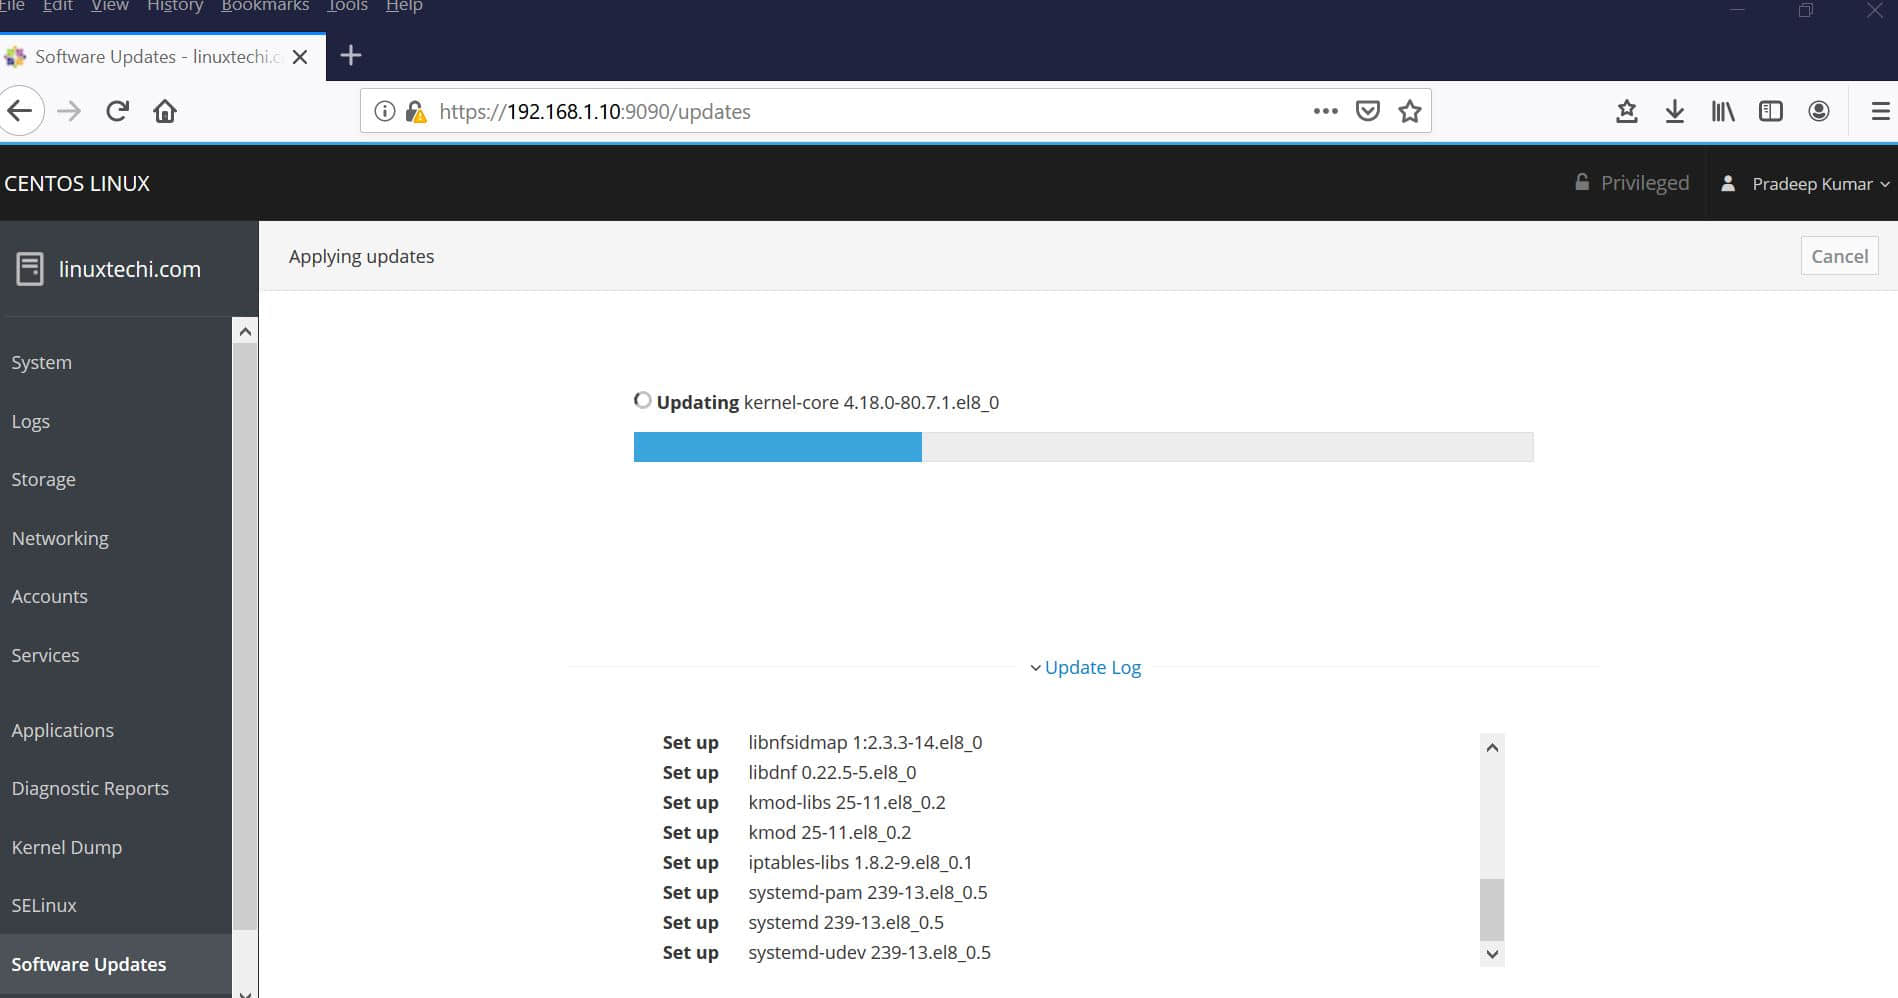 File Edit View History Bookmarks Tools Help
Software Updates - linuxtechi.c
https://192.168.1.10:9090/updates
CENTOS LINUX
Privileged
Pradeep Kumar
linuxtechi.com
Applying updates
Cancel
System
Logs
Storage
Networking
Accounts
Services
Applications
Diagnostic Reports
Kernel Dump
SELinux
Software Updates
Updating kernel-core 4.18.0-80.7.1.el8_0
Update Log
Set up libnfsidmap 1:2.3.3-14.el8_0
Set up libdnf 0.22.5-5.el8_0
Set up kmod-libs 25-11.el8_0.2
Set up kmod 25-11.el8_0.2
Set up iptables-libs 1.8.2-9.el8_0.1
Set up systemd-pam 239-13.el8_0.5
Set up systemd 239-13.el8_0.5
Set up systemd-udev 239-13.el8_0.5